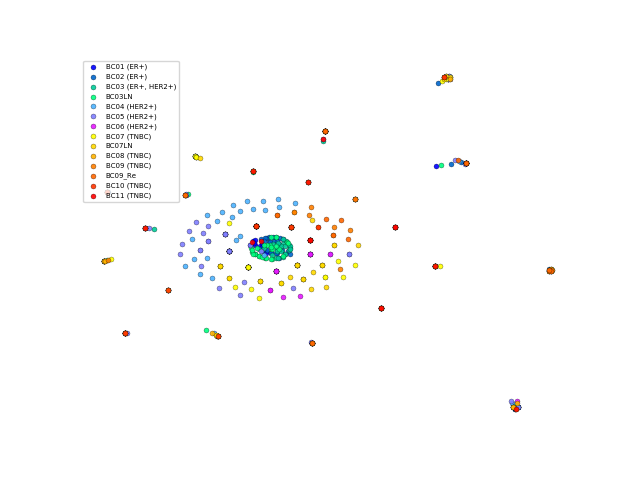 BC01 (ER+)
BC02 (ER+)
BC03 (ER+, HER2+)
BC03LN
BC04 (HER2+)
BC05 (HER2+)
BC06 (HER2+)
BC07 (TNBC)
BC07LN
BC08 (TNBC)
BC09 (TNBC)
BC09_Re
BC10 (TNBC)
BC11 (TNBC)